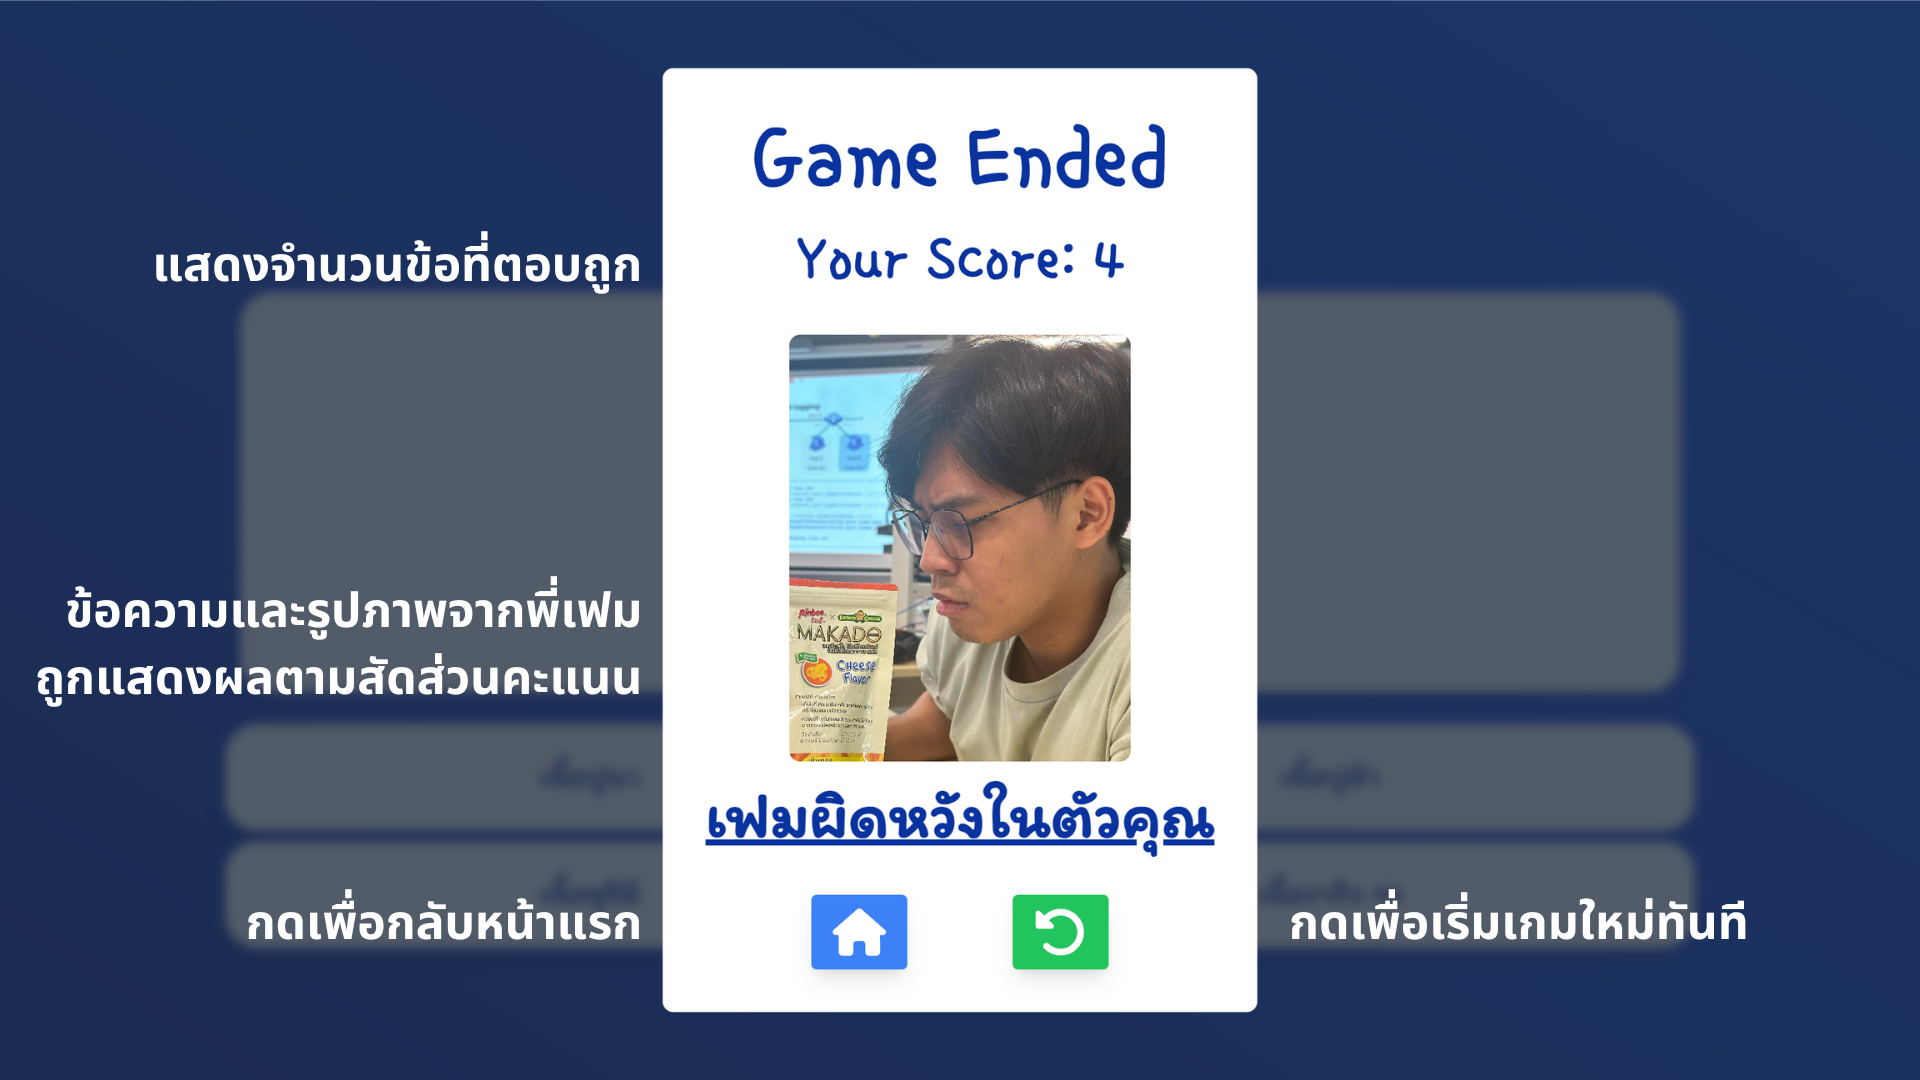 Game Ended
Your Score: 4
แสดงจำนวนข้อที่ตอบถูก
ข้อความและรูปภาพจากพี่เฟม
ถูกแสดงผลตามสัดส่วนคะแนน
MAKADO
CHeese
Flavor
เฟมผิดหวังในตัวคุณ
กดเพื่อกลับหน้าแรก
กดเพื่อเริ่มเกมใหม่ทันที